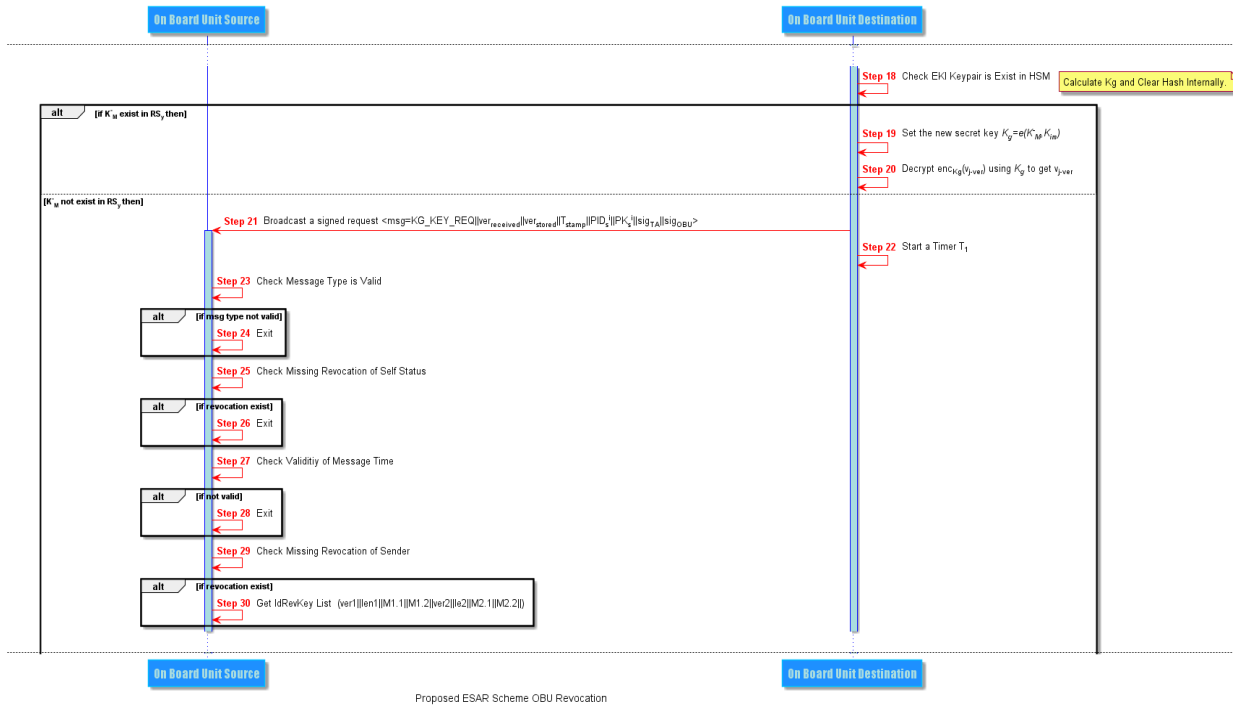 On Board Unit Source
On Board Unit Destination
Step 18 Check EKI Keypair is Exist in HSM
Calculate Kg and Clear Hash Internally.
alt [if K⁻M exist in RSy then]
Step 19 Set the new secret key Kg=e(K⁻M, Kim)
Step 20 Decrypt encKg(vj-ver) using Kg to get vj-ver
[K⁻M not exist in RSy then]
Step 21 Broadcast a signed request <msg=KG_KEY_REQ||verreceived||verstored||Tstamp||PIDsⁱ||PKsⁱ||sigTA||sigOBU>
Step 22 Start a Timer T1
Step 23 Check Message Type is Valid
alt [if msg type not valid]
Step 24 Exit
Step 25 Check Missing Revocation of Self Status
alt [if revocation exist]
Step 26 Exit
Step 27 Check Validitiy of Message Time
alt [if not valid]
Step 28 Exit
Step 29 Check Missing Revocation of Sender
alt [if revocation exist]
Step 30 Get IdRevKey List (ver1||len1||M1.1||M1.2||ver2||le2||M2.1||M2.2||)
On Board Unit Source
On Board Unit Destination
Proposed ESAR Scheme OBU Revocation